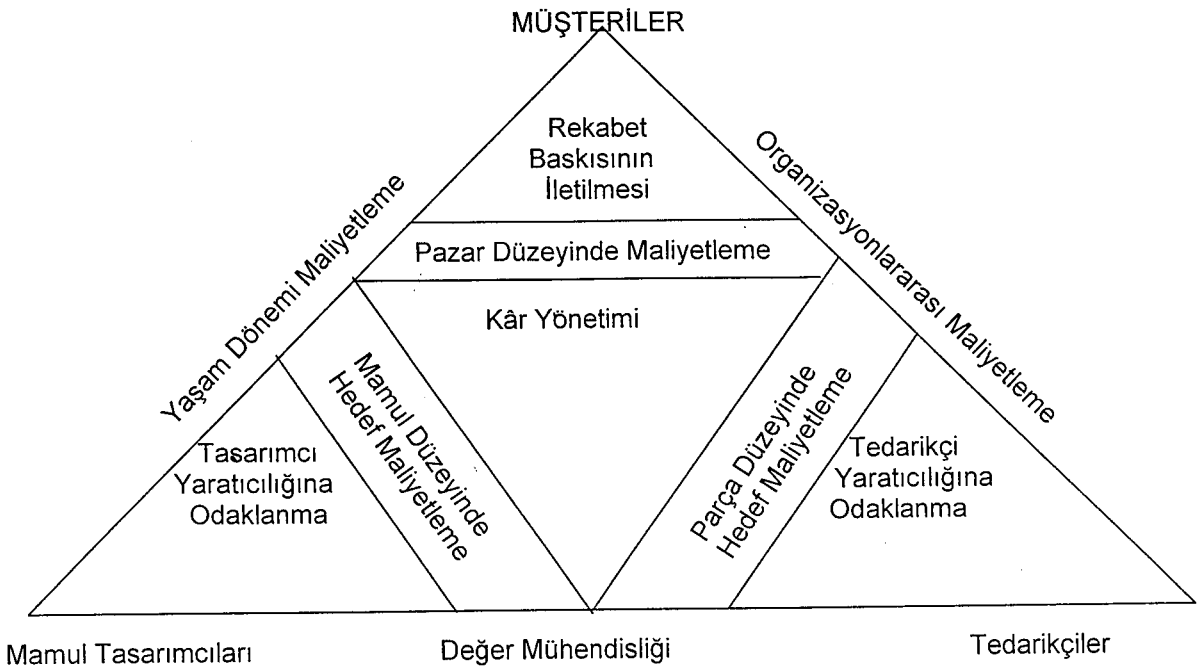 MÜŞTERİLER
Rekabet
Baskısının
İletilmesi
Yaşam Dönemi Maliyetleme
Organizasyonlararası Maliyetleme
Pazar Düzeyinde Maliyetleme
Kâr Yönetimi
Mamul Düzeyinde
Hedef Maliyetleme
Parça Düzeyinde
Hedef Maliyetleme
Tasarımcı
Yaratıcılığına
Odaklanma
Tedarikçi
Yaratıcılığına
Odaklanma
Mamul Tasarımcıları
Değer Mühendisliği
Tedarikçiler